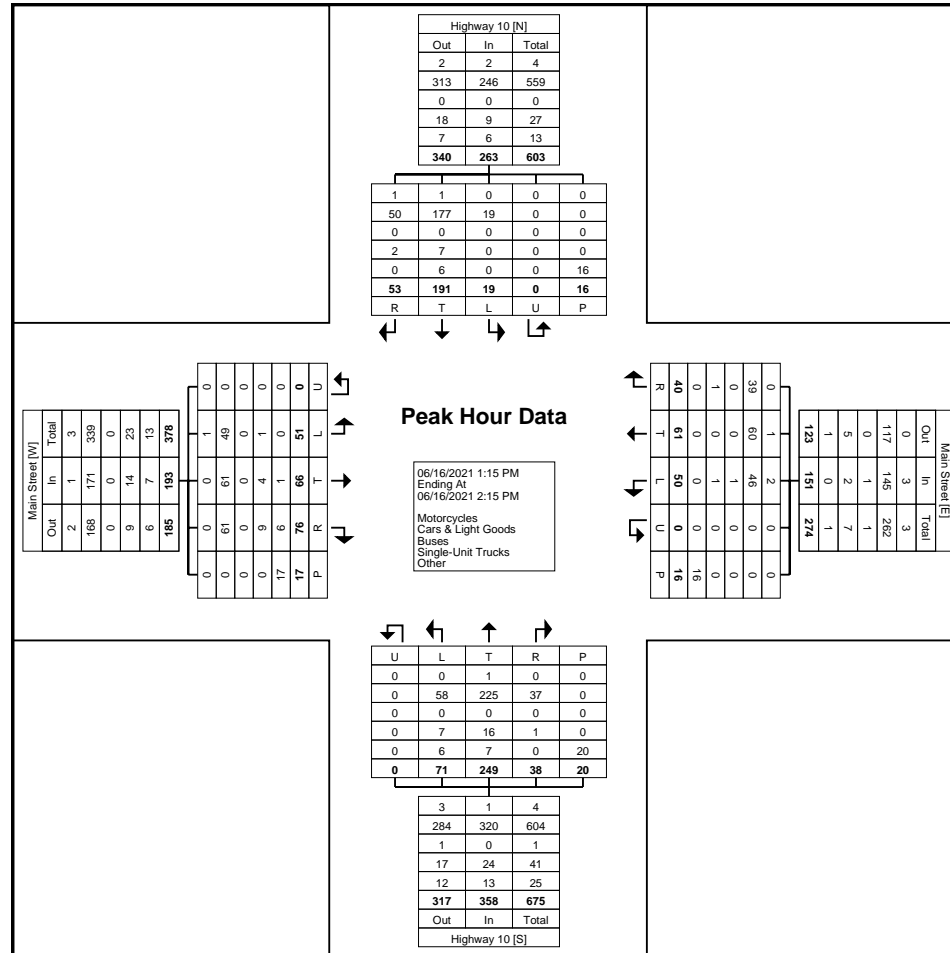 Highway 10 [N]
Out In Total
2 2 4
313 246 559
0 0 0
18 9 27
7 6 13
340 263 603
1 1 0 0 0
50 177 19 0 0
0 0 0 0 0
2 7 0 0 0
0 6 0 0 16
53 191 19 0 16
R T L U P
Main Street [W]
Out In Total
2 1 3
168 171 339
0 0 0
9 14 23
6 7 13
185 193 378
0 0 0 1 0
0 61 61 49 0
0 0 0 0 0
0 9 4 1 0
17 6 1 0 0
17 76 66 51 0
P R T L U
Peak Hour Data
06/16/2021 1:15 PM
Ending At
06/16/2021 2:15 PM
Motorcycles
Cars & Light Goods
Buses
Single-Unit Trucks
Other
Main Street [E]
Out In Total
0 3 3
117 145 262
0 1 1
5 2 7
1 0 1
123 151 274
0 1 2 0 0
39 60 46 0 0
0 0 1 0 0
1 0 1 0 0
0 0 0 0 16
40 61 50 0 16
R T L U P
U L T R P
0 0 1 0 0
0 58 225 37 0
0 0 0 0 0
0 7 16 1 0
0 6 7 0 20
0 71 249 38 20
3 1 4
284 320 604
1 0 1
17 24 41
12 13 25
317 358 675
Out In Total
Highway 10 [S]